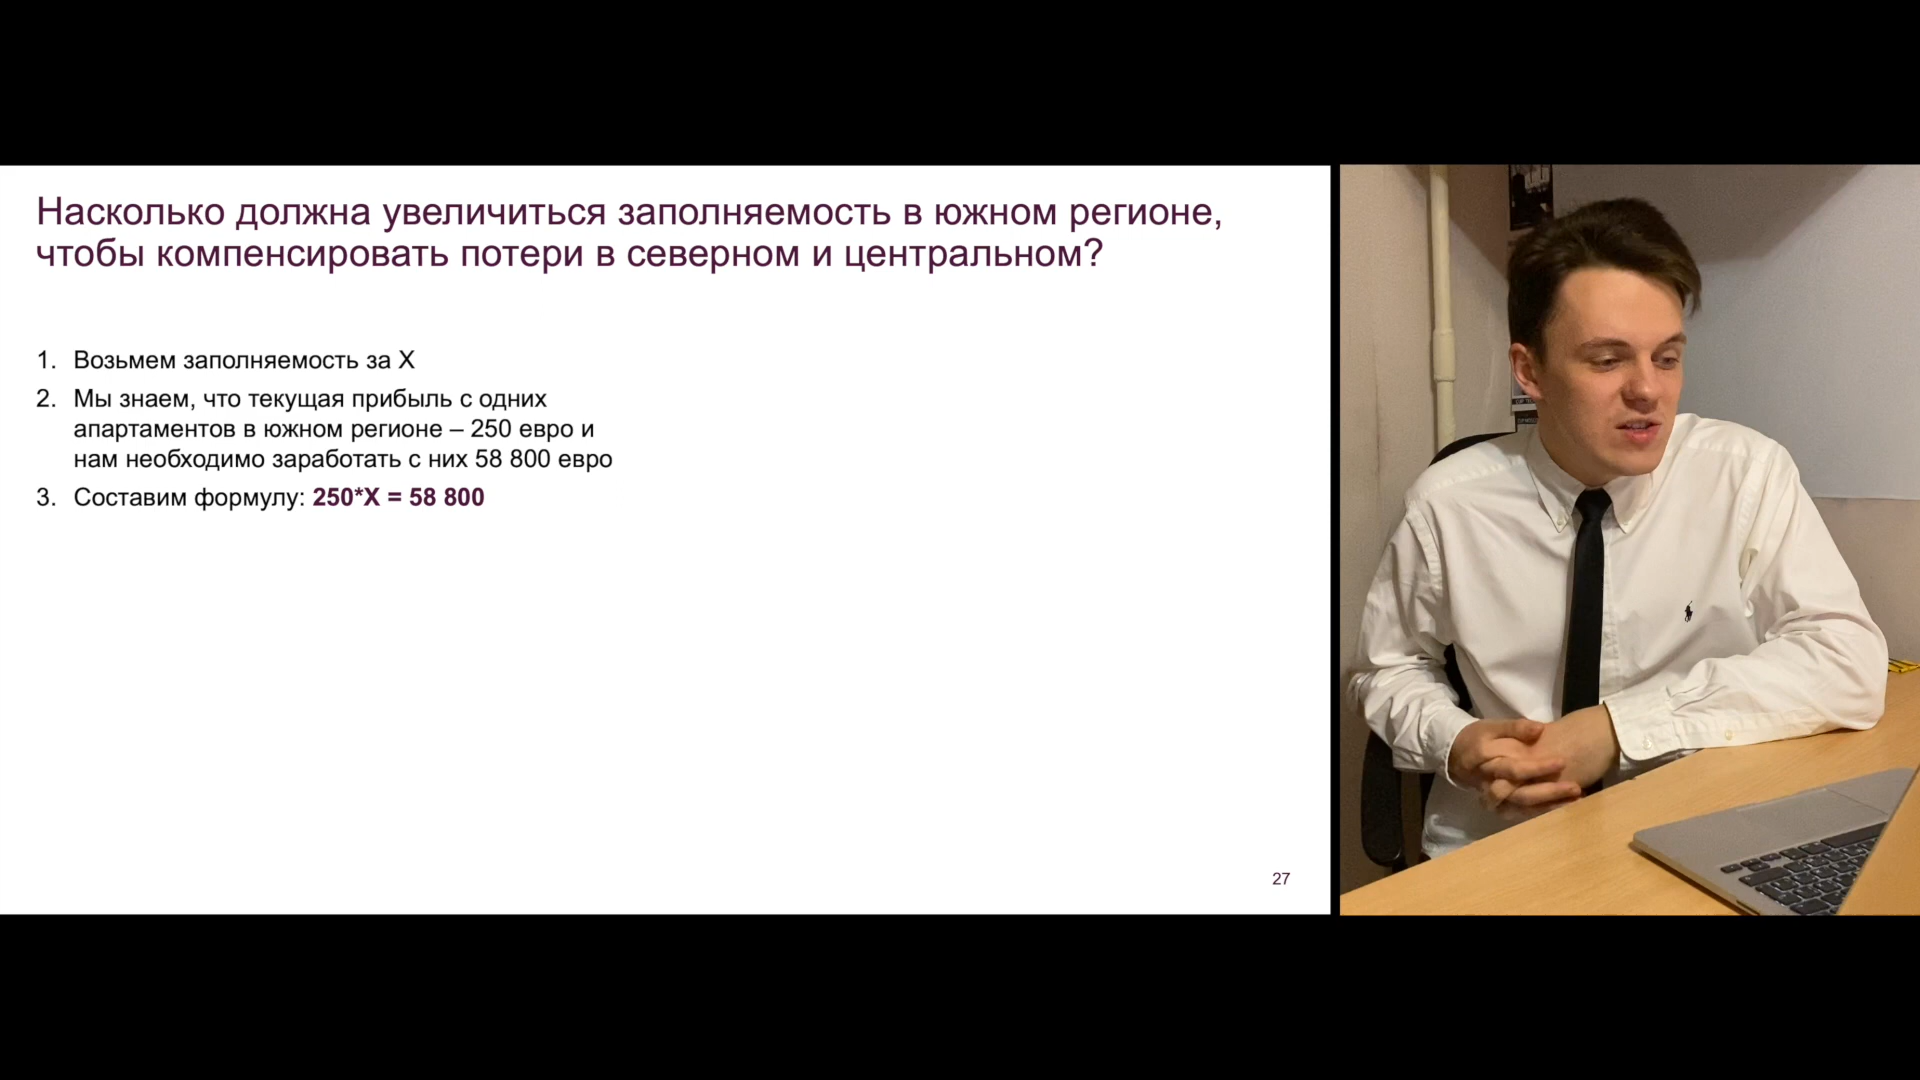 Насколько должна увеличиться заполняемость в южном регионе,
чтобы компенсировать потери в северном и центральном?
1. Возьмем заполняемость за X
2. Мы знаем, что текущая прибыль с одних
апартаментов в южном регионе – 250 евро и
нам необходимо заработать с них 58 800 евро
3. Составим формулу: 250*X = 58 800
27